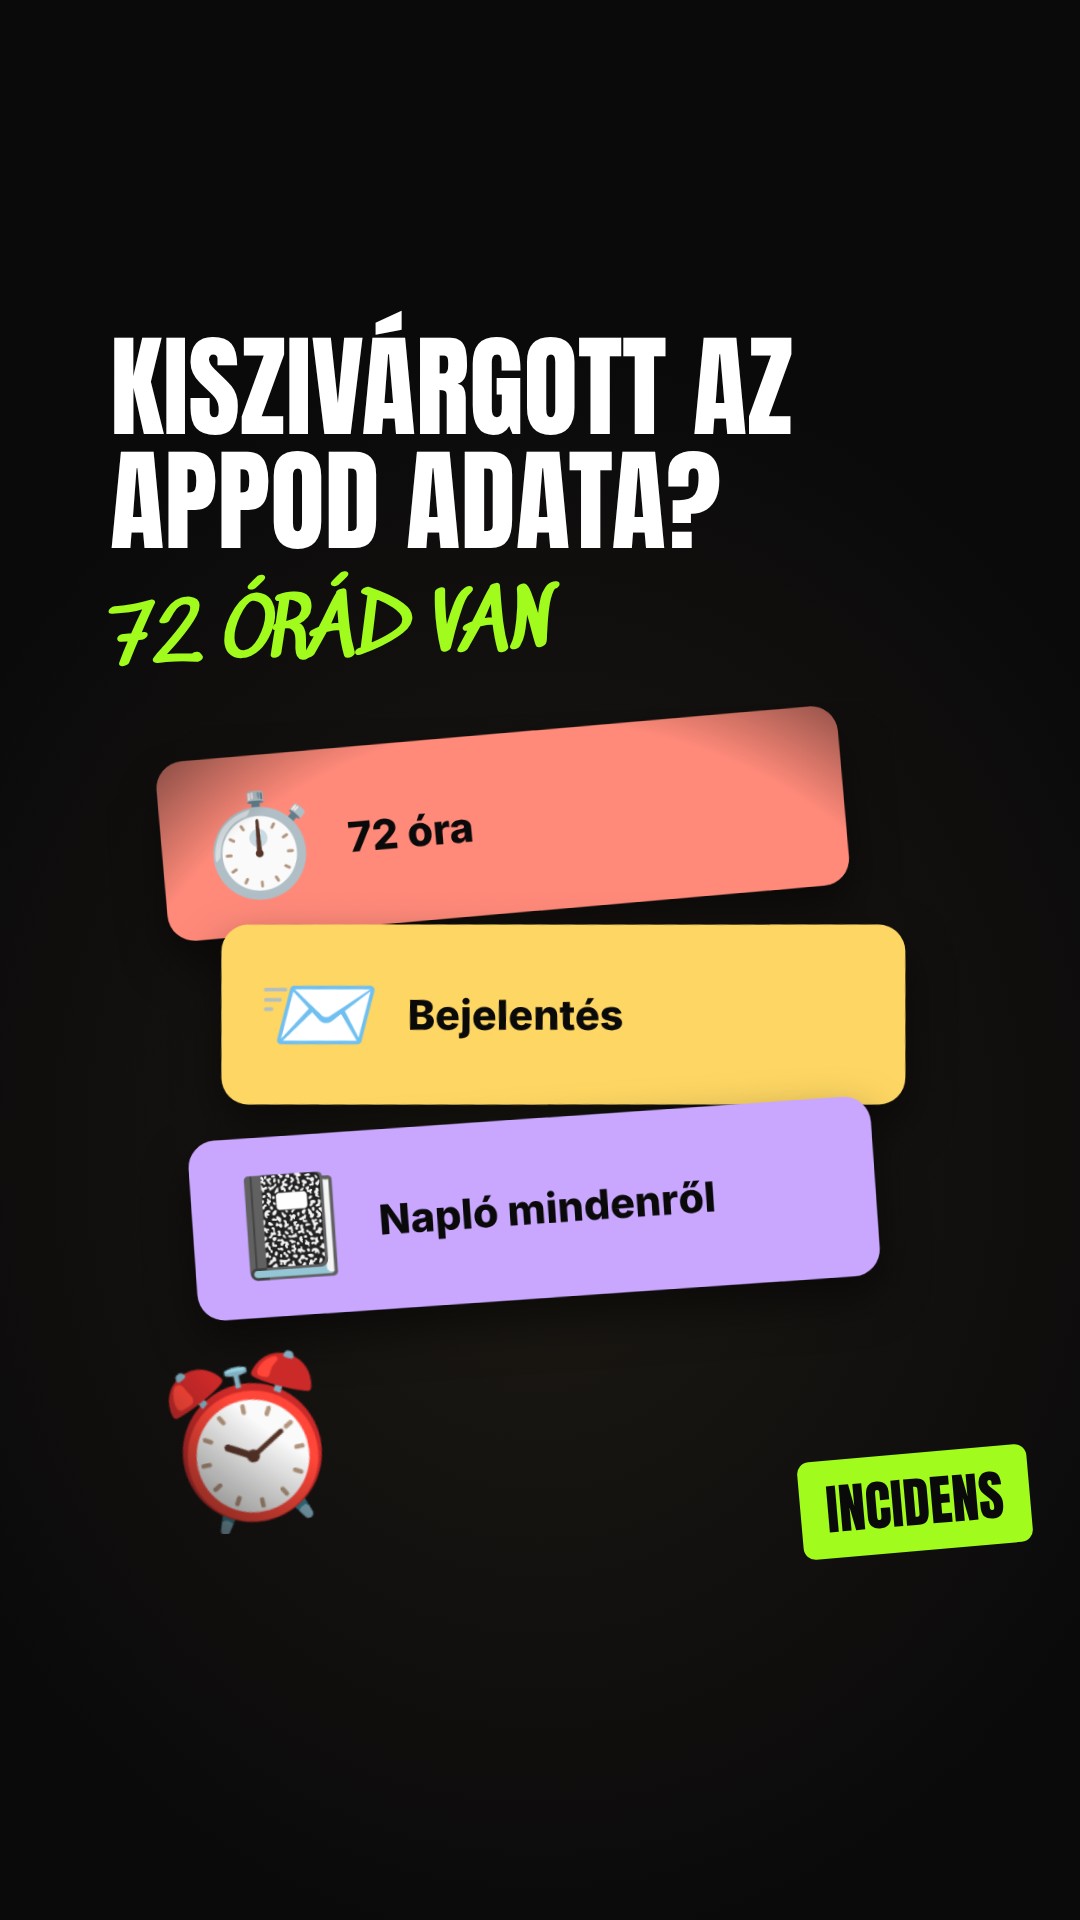 KISZIVÁRGOTT AZ
APPOD ADATA?
72 ÓRÁD VAN
72 óra
Bejelentés
Napló mindenről
INCIDENS